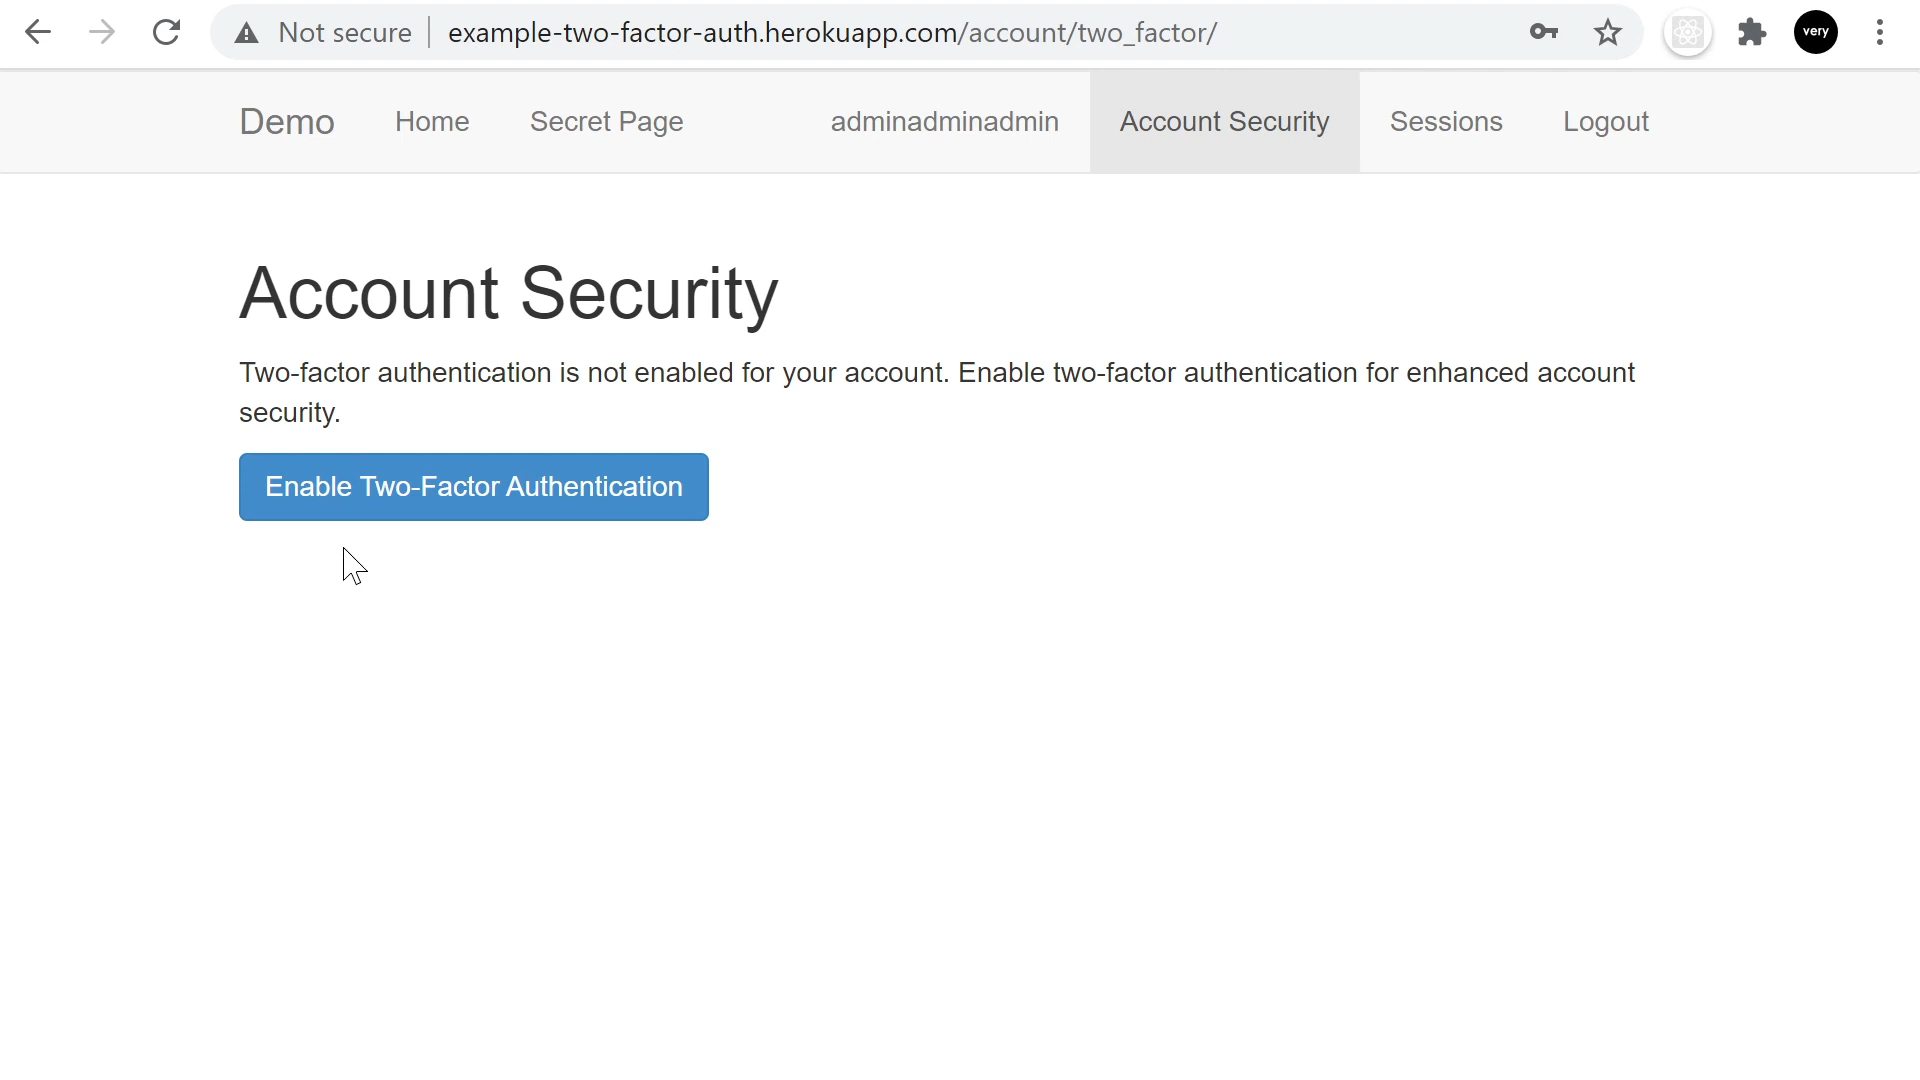 Not secure example-two-factor-auth.herokuapp.com/account/two_factor/
very
Demo Home Secret Page adminadminadmin Account Security Sessions Logout
Account Security
Two-factor authentication is not enabled for your account. Enable two-factor authentication for enhanced account
security.
Enable Two-Factor Authentication